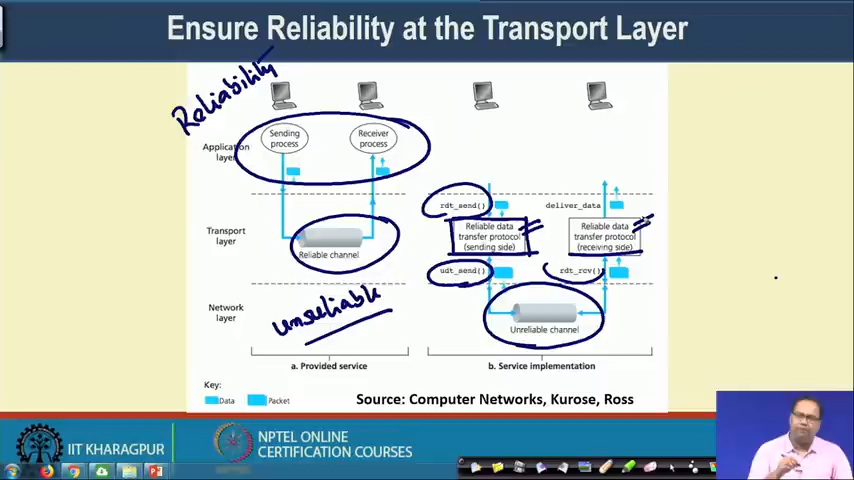 Ensure Reliability at the Transport Layer
Reliability
Application
layer
Sending
process
Receiver
process
Transport
layer
Reliable channel
rdt_send()
deliver_data
Reliable data
transfer protocol
(sending side)
Reliable data
transfer protocol
(receiving side)
udt_send()
rdt_rcv()
Network
layer
unreliable
Unreliable channel
a. Provided service
b. Service implementation
Key:
Data
Packet
Source: Computer Networks, Kurose, Ross
IIT KHARAGPUR
NPTEL ONLINE
CERTIFICATION COURSES